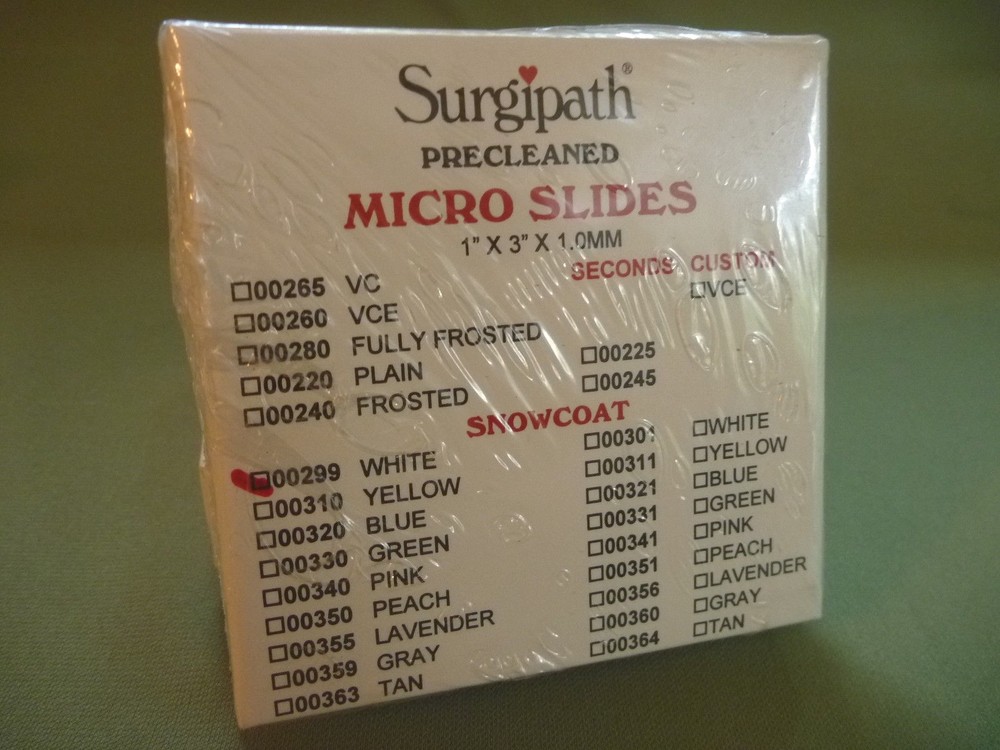 Surgipath®
PRECLEANED
MICRO SLIDES
1" X 3" X 1.0MM
SECONDS CUSTOM
☐00265 VC ☐VCE
☐00260 VCE
☐00280 FULLY FROSTED
☐00220 PLAIN ☐00225
☐00240 FROSTED ☐00245
SNOWCOAT
☐00299 WHITE ☐00301 ☐WHITE
☐00310 YELLOW ☐00311 ☐YELLOW
☐00320 BLUE ☐00321 ☐BLUE
☐00330 GREEN ☐00331 ☐GREEN
☐00340 PINK ☐00341 ☐PINK
☐00350 PEACH ☐00351 ☐PEACH
☐00355 LAVENDER ☐00356 ☐LAVENDER
☐00359 GRAY ☐00360 ☐GRAY
☐00363 TAN ☐00364 ☐TAN